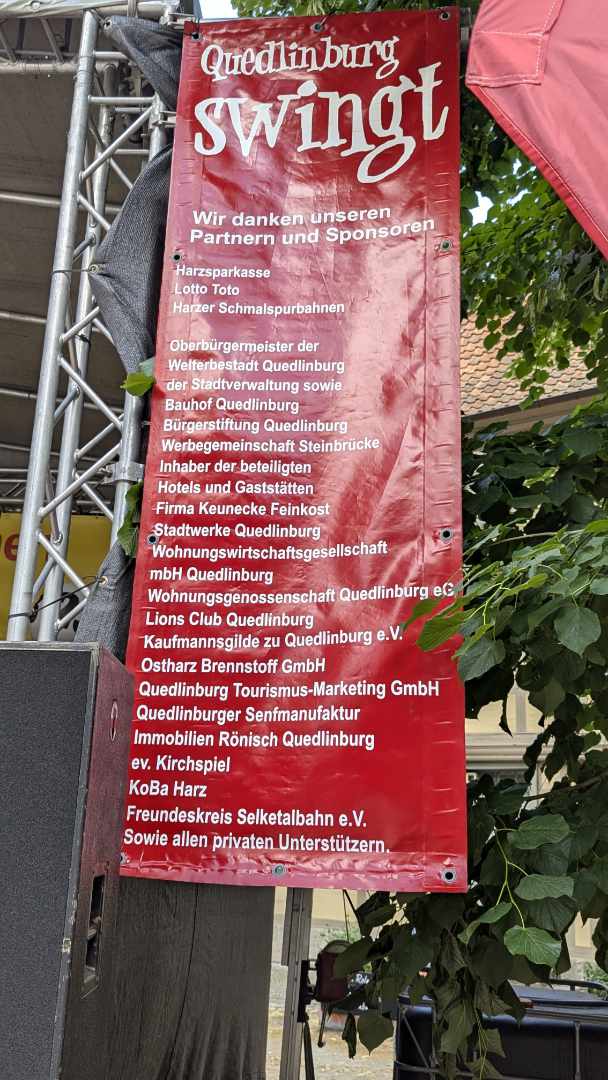 Quedlinburg
swingt
Wir danken unseren
Partnern und Sponsoren
Harzsparkasse
Lotto Toto
Harzer Schmalspurbahnen
Oberbürgermeister der
Welterbestadt Quedlinburg
der Stadtverwaltung sowie
Bauhof Quedlinburg
Bürgerstiftung Quedlinburg
Werbegemeinschaft Steinbrücke
Inhaber der beteiligten
Hotels und Gaststätten
Firma Keunecke Feinkost
Stadtwerke Quedlinburg
Wohnungswirtschaftsgesellschaft
mbH Quedlinburg
Wohnungsgenossenschaft Quedlinburg eG
Lions Club Quedlinburg
Kaufmannsgilde zu Quedlinburg e.V.
Ostharz Brennstoff GmbH
Quedlinburg Tourismus-Marketing GmbH
Quedlinburger Senfmanufaktur
Immobilien Rönisch Quedlinburg
ev. Kirchspiel
KoBa Harz
Freundeskreis Selketalbahn e.V.
Sowie allen privaten Unterstützern.